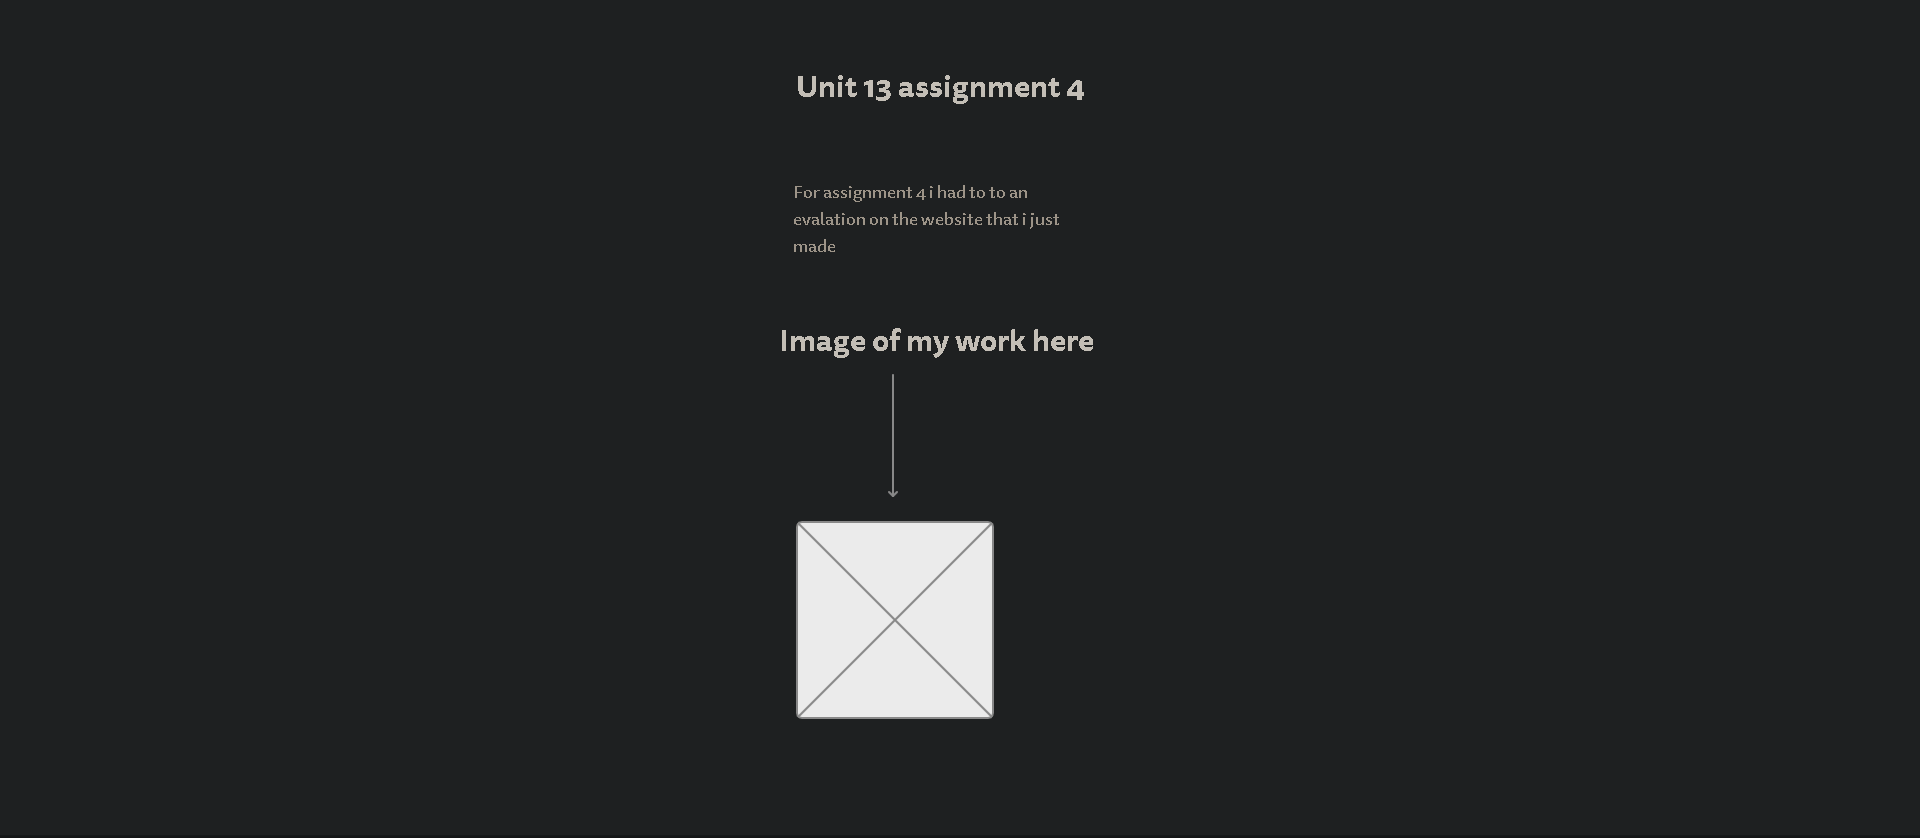 Unit 13 assignment 4
For assignment 4 i had to to an
evalation on the website that i just
made
Image of my work here